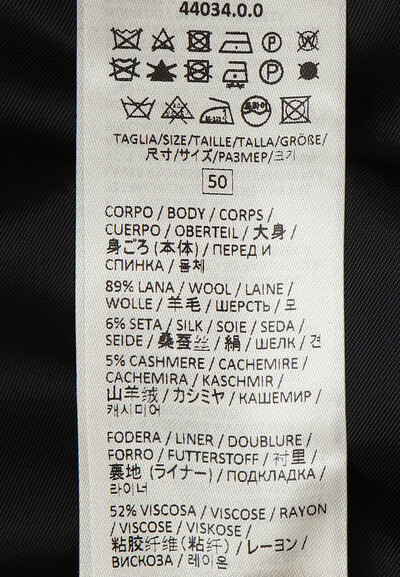 44034.0.0
TAGLIA/SIZE/TAILLE/TALLA/GRÖßE/
尺寸/サイズ/РАЗМЕР/크기
50
CORPO / BODY / CORPS /
CUERPO / OBERTEIL / 大身 /
身ごろ (本体) / ПЕРЕД И
СПИНКА / 몸체
89% LANA / WOOL / LAINE /
WOLLE / 羊毛 / ШЕРСТЬ / 모
6% SETA / SILK / SOIE / SEDA /
SEIDE / 桑蚕丝 / 絹 / ШЕЛК / 견
5% CASHMERE / CACHEMIRE /
CACHEMIRA / KASCHMIR /
山羊绒 / カシミヤ / КАШЕМИР /
캐시미어
FODERA / LINER / DOUBLURE /
FORRO / FUTTERSTOFF / 衬里 /
裏地 (ライナー) / ПОДКЛАДКА /
라이너
52% VISCOSA / VISCOSE / RAYON
/ VISCOSE / VISKOSE /
粘胶纤维 (粘纤) / レーヨン /
ВИСКОЗА / 레이온